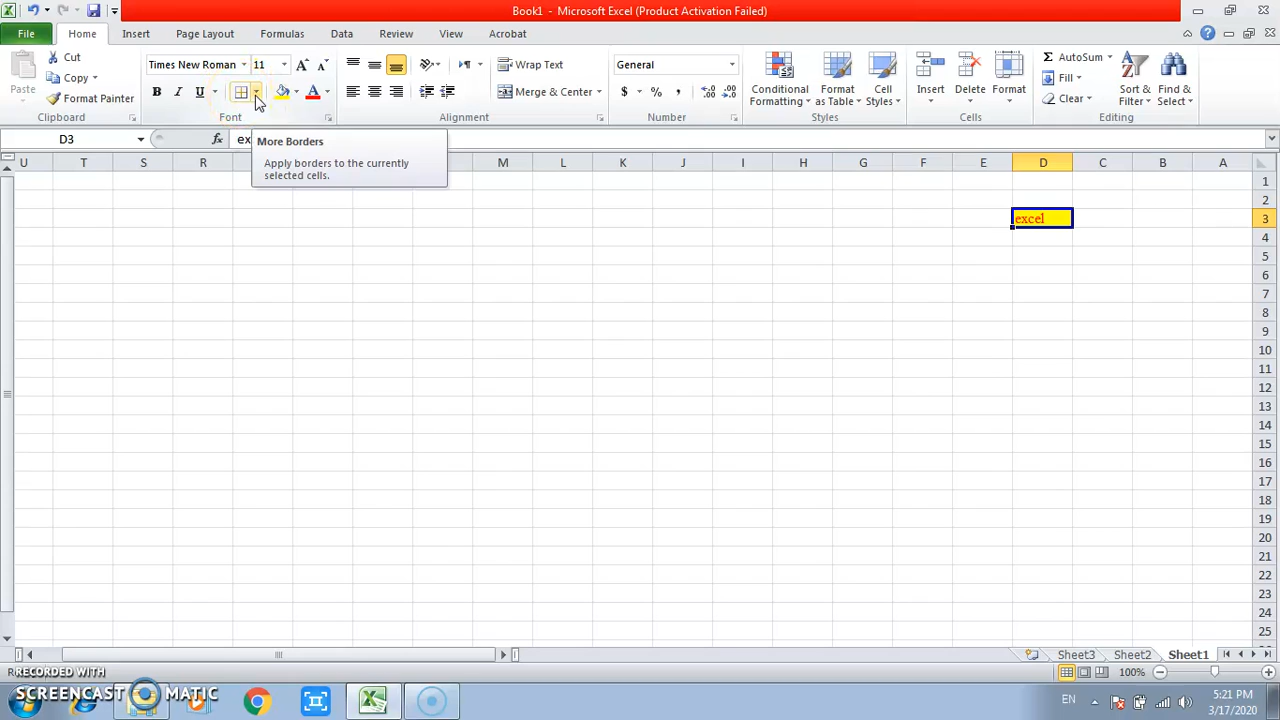 Book1 - Microsoft Excel (Product Activation Failed)
File Home Insert Page Layout Formulas Data Review View Acrobat
Paste
Cut
Copy
Format Painter
Clipboard
Times New Roman 11
B I U
Font
Wrap Text
Merge & Center
Alignment
General
$ % ,
Number
Conditional Formatting
Format as Table
Cell Styles
Styles
Insert
Delete
Format
Cells
AutoSum
Fill
Clear
Sort & Filter
Find & Select
Editing
D3 fx ex
More Borders
Apply borders to the currently
selected cells.
U T S R M L K J I H G F E D C B A
1
2
excel 3
4
5
6
7
8
9
10
11
12
13
14
15
16
17
18
19
20
21
22
23
24
25
Sheet3 Sheet2 Sheet1
100%
RECORDED WITH
SCREENCAST MATIC
EN
5:21 PM
3/17/2020